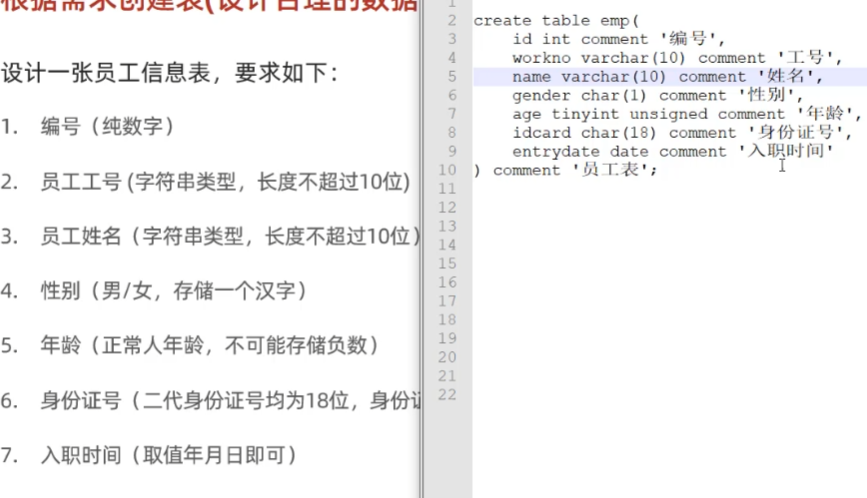 根据需求创建表(设计合理的数据
设计一张员工信息表，要求如下：
1. 编号（纯数字）
2. 员工工号 (字符串类型，长度不超过10位)
3. 员工姓名（字符串类型，长度不超过10位）
4. 性别（男/女，存储一个汉字）
5. 年龄（正常人年龄，不可能存储负数）
6. 身份证号（二代身份证号均为18位，身份证
7. 入职时间（取值年月日即可）
1
2 create table emp(
3 id int comment '编号',
4 workno varchar(10) comment '工号',
5 name varchar(10) comment '姓名',
6 gender char(1) comment '性别',
7 age tinyint unsigned comment '年龄',
8 idcard char(18) comment '身份证号',
9 entrydate date comment '入职时间'
10 ) comment '员工表';
11
12
13
14
15
16
17
18
19
20
21
22